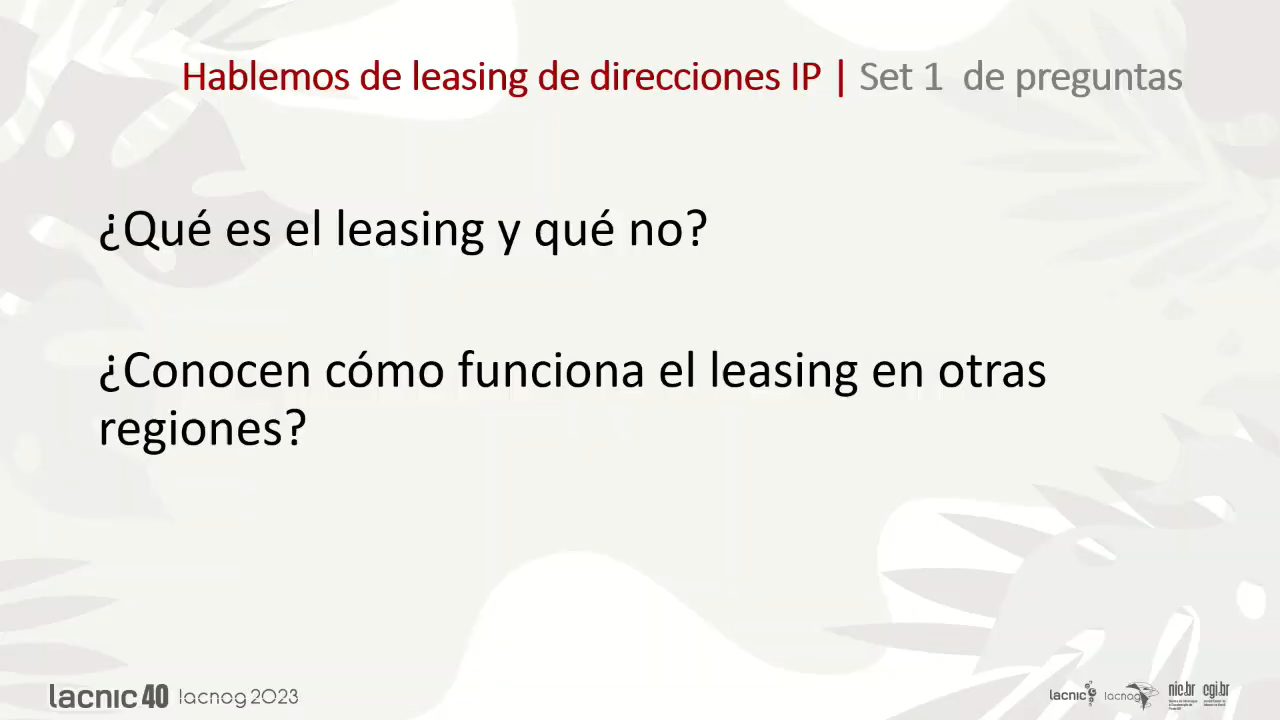 Hablemos de leasing de direcciones IP | Set 1 de preguntas
¿Qué es el leasing y qué no?
¿Conocen cómo funciona el leasing en otras
regiones?
lacnic 40 lacnog 2023
lacnic lacnog nic.br cgi.br